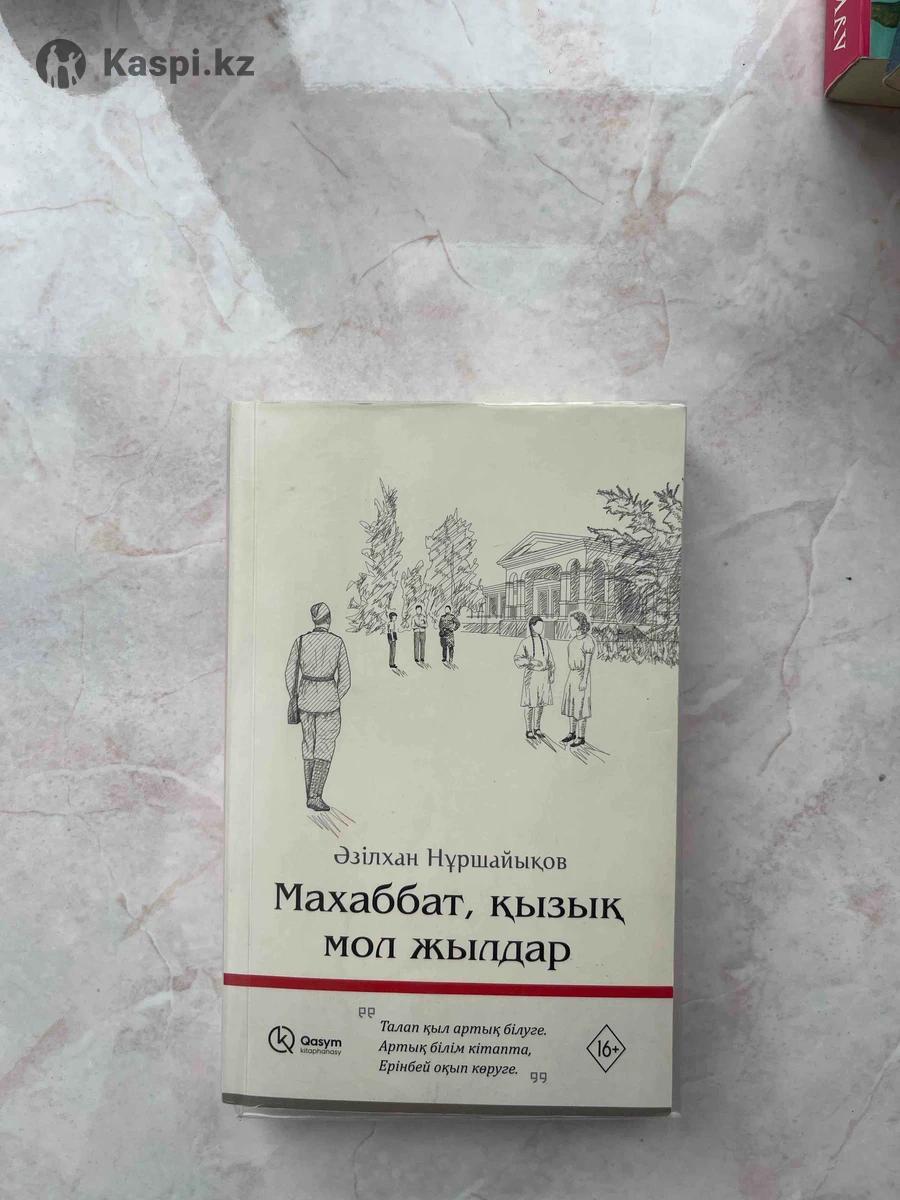 Kaspi.kz
Әзілхан Нұршайықов
Махаббат, қызық
мол жылдар
Qasym
kitaphanasy
Талап қыл артық білуге.
Артық білім кітапта,
Ерінбей оқып көруге.
16+